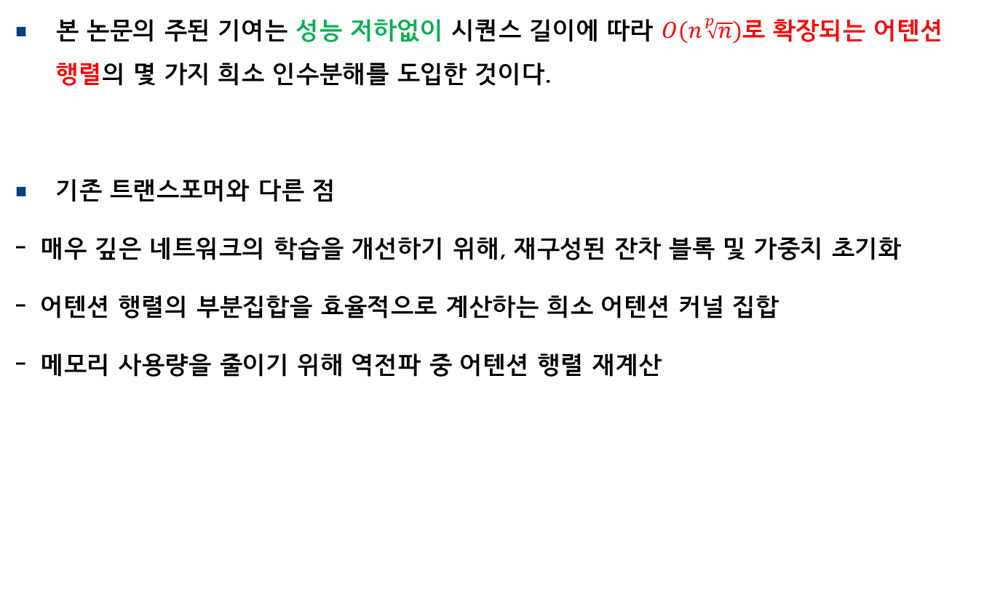 ▪ 본 논문의 주된 기여는 성능 저하없이 시퀀스 길이에 따라 𝑂(𝑛 ᵖ√𝑛)로 확장되는 어텐션
행렬의 몇 가지 희소 인수분해를 도입한 것이다.
▪ 기존 트랜스포머와 다른 점
- 매우 깊은 네트워크의 학습을 개선하기 위해, 재구성된 잔차 블록 및 가중치 초기화
- 어텐션 행렬의 부분집합을 효율적으로 계산하는 희소 어텐션 커널 집합
- 메모리 사용량을 줄이기 위해 역전파 중 어텐션 행렬 재계산